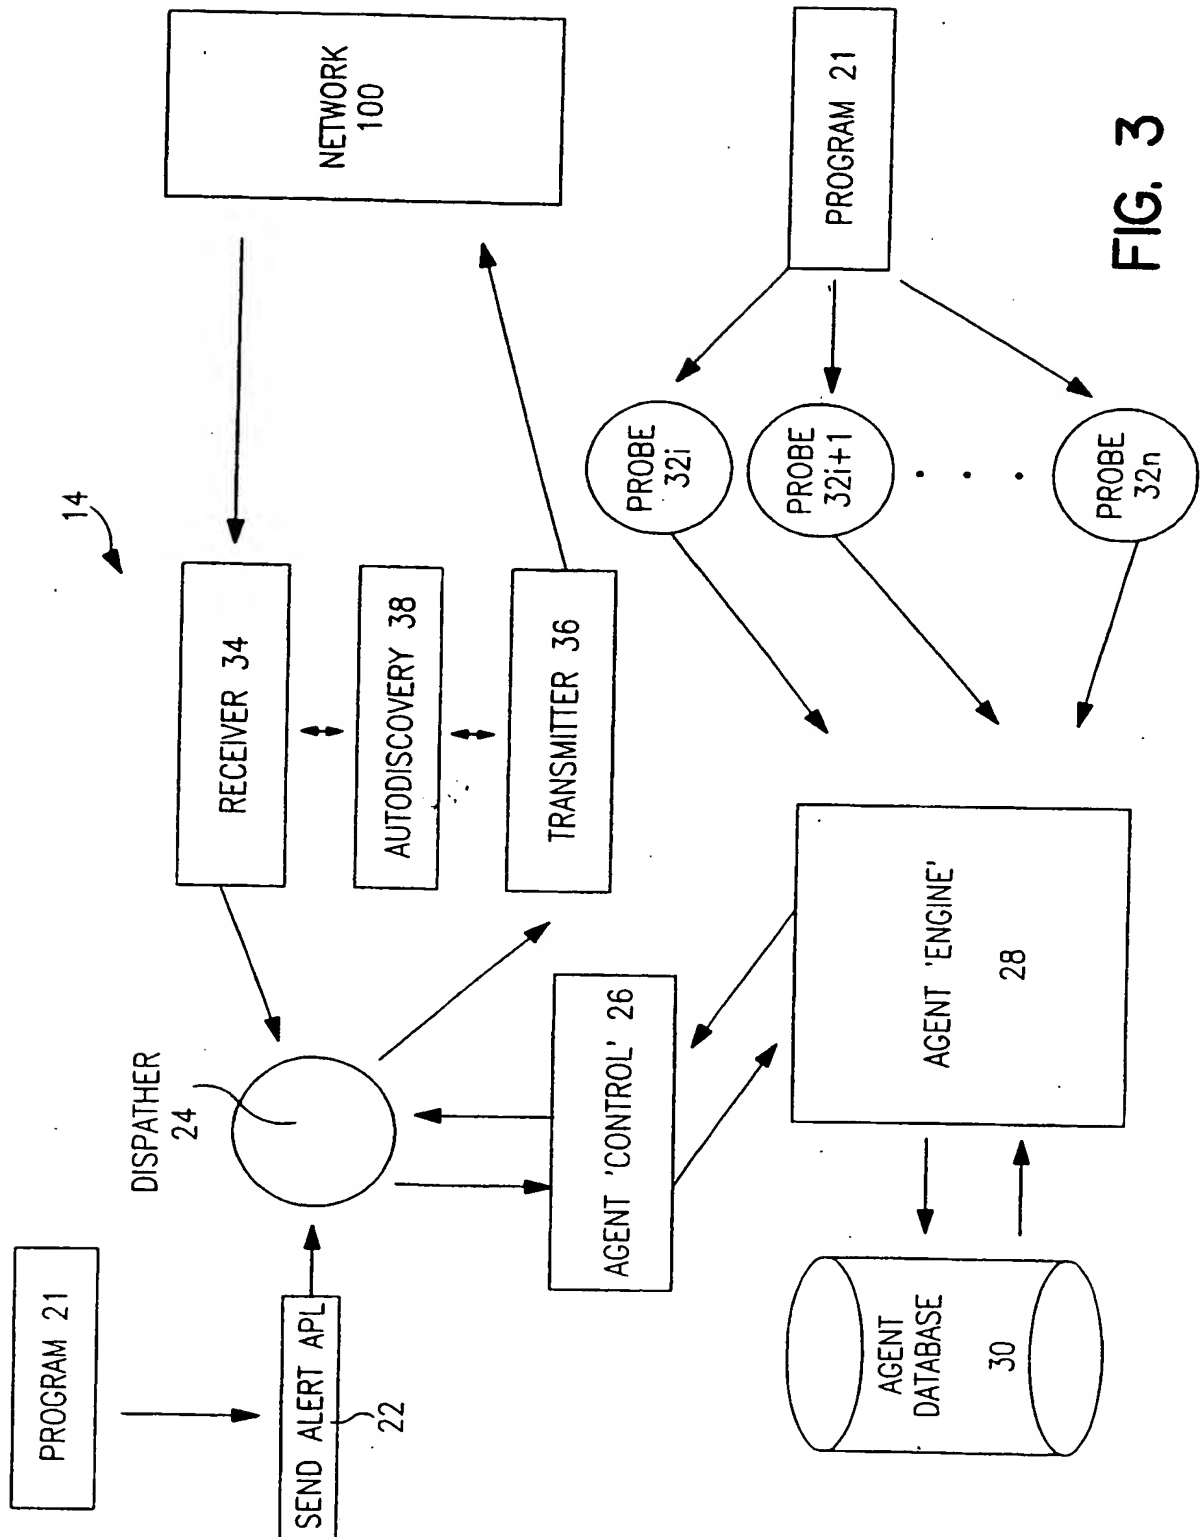 PROGRAM 21
SEND ALERT APL
22
DISPATHER
24
14
RECEIVER 34
AUTODISCOVERY 38
TRANSMITTER 36
NETWORK
100
AGENT 'CONTROL' 26
AGENT
DATABASE
30
AGENT 'ENGINE'
28
PROBE
32i
PROBE
32i+1
. . .
PROBE
32n
PROGRAM 21
FIG. 3